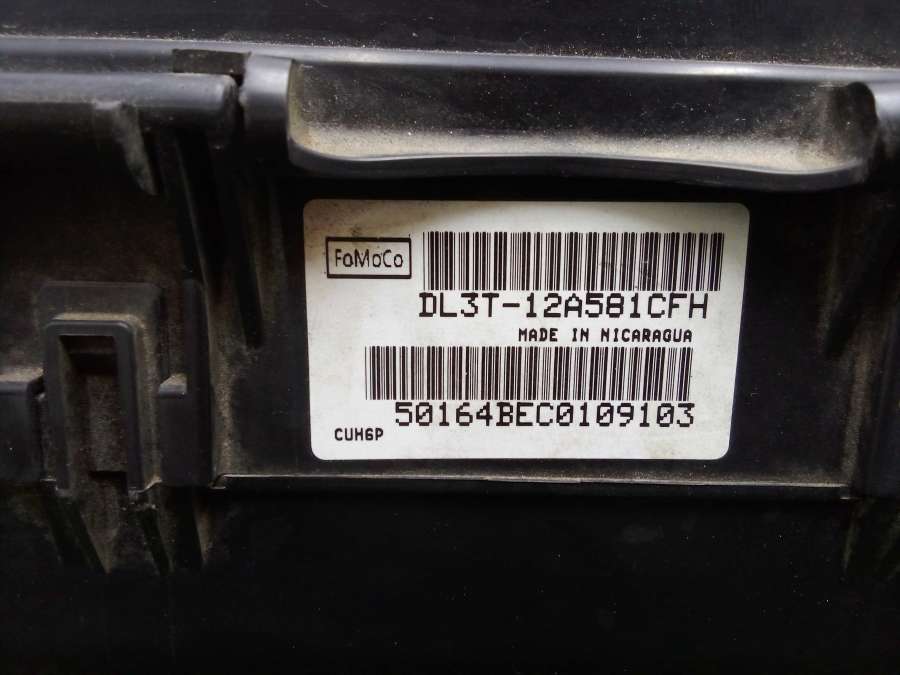 FoMoCo
DL3T-12A581CFH
MADE IN NICARAGUA
50164BEC0109103
CUH6P